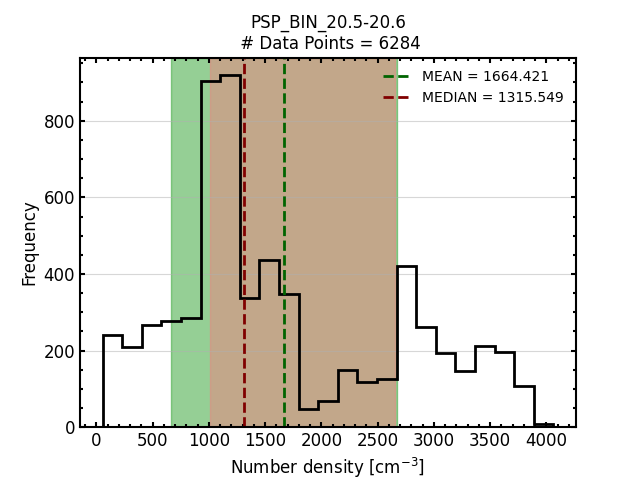 PSP_BIN_20.5-20.6
# Data Points = 6284
MEAN = 1664.421
MEDIAN = 1315.549
Frequency
800
600
400
200
0
0 500 1000 1500 2000 2500 3000 3500 4000
Number density [cm⁻³]